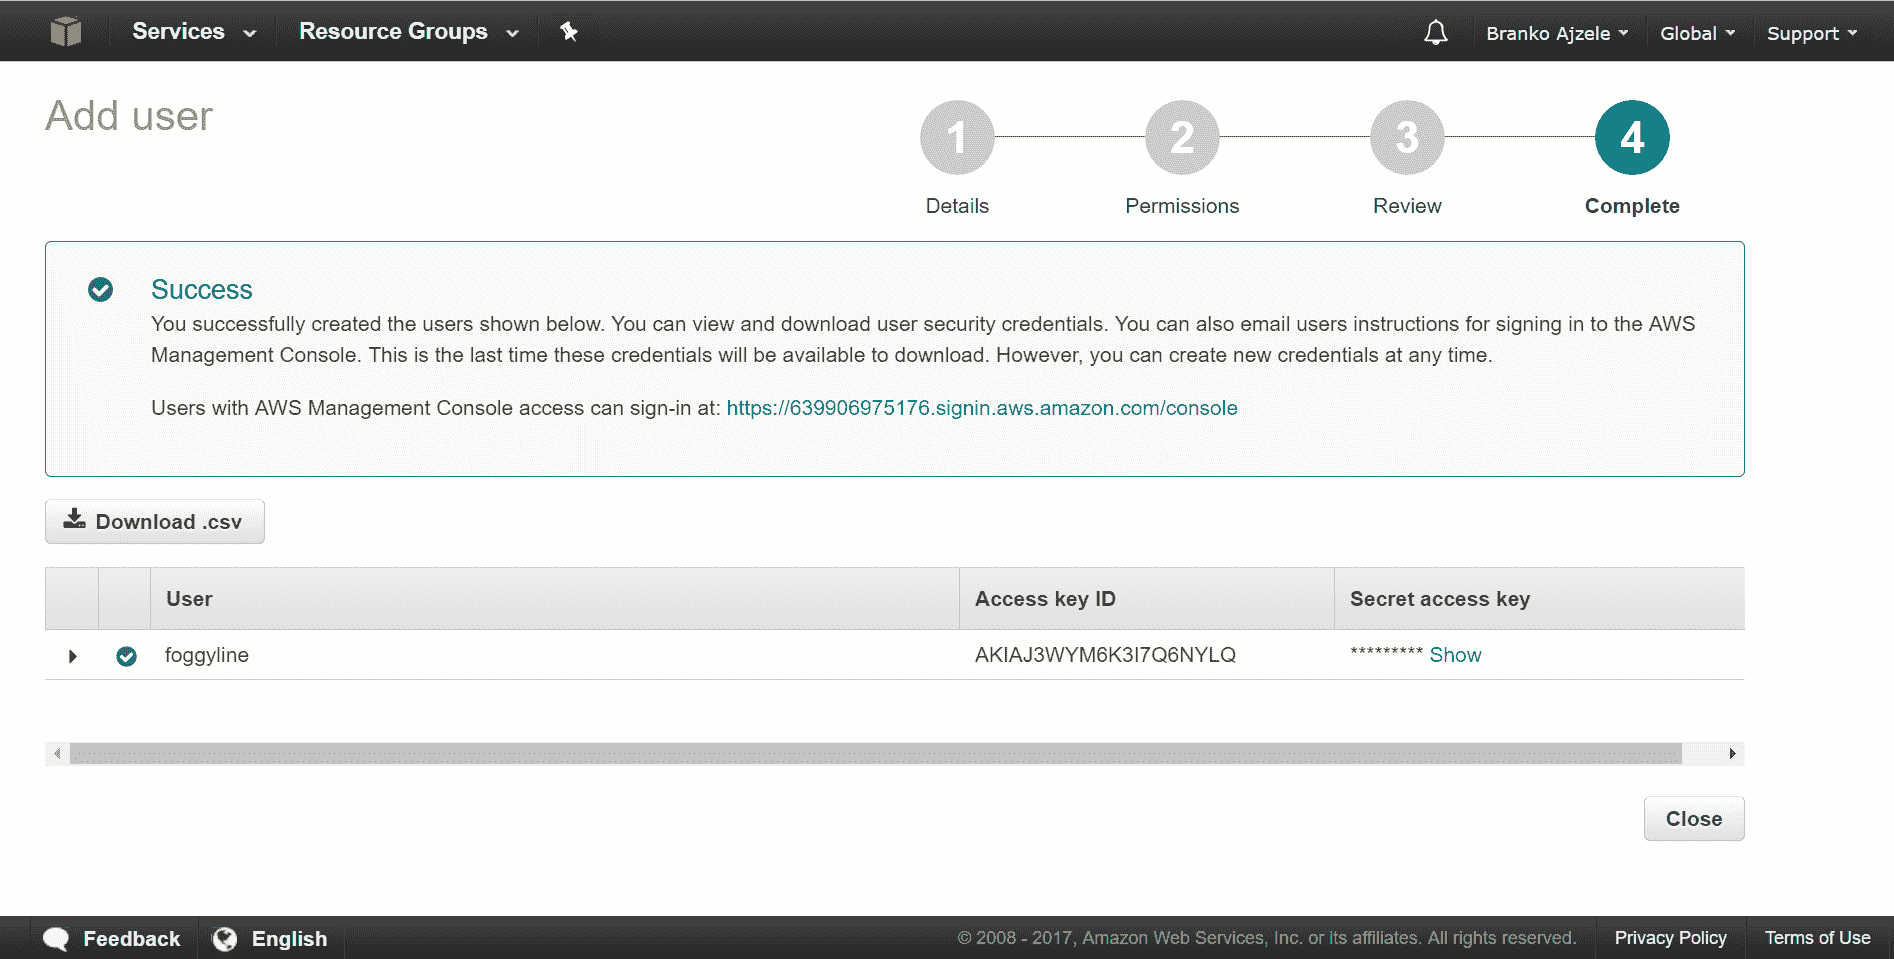 Services Resource Groups Branko Ajzele Global Support
Add user
1 2 3 4
Details Permissions Review Complete
Success
You successfully created the users shown below. You can view and download user security credentials. You can also email users instructions for signing in to the AWS
Management Console. This is the last time these credentials will be available to download. However, you can create new credentials at any time.
Users with AWS Management Console access can sign-in at: https://639906975176.signin.aws.amazon.com/console
Download .csv
User Access key ID Secret access key
foggyline AKIAJ3WYM6K3I7Q6NYLQ ********* Show
Close
Feedback English © 2008 - 2017, Amazon Web Services, Inc. or its affiliates. All rights reserved. Privacy Policy Terms of Use